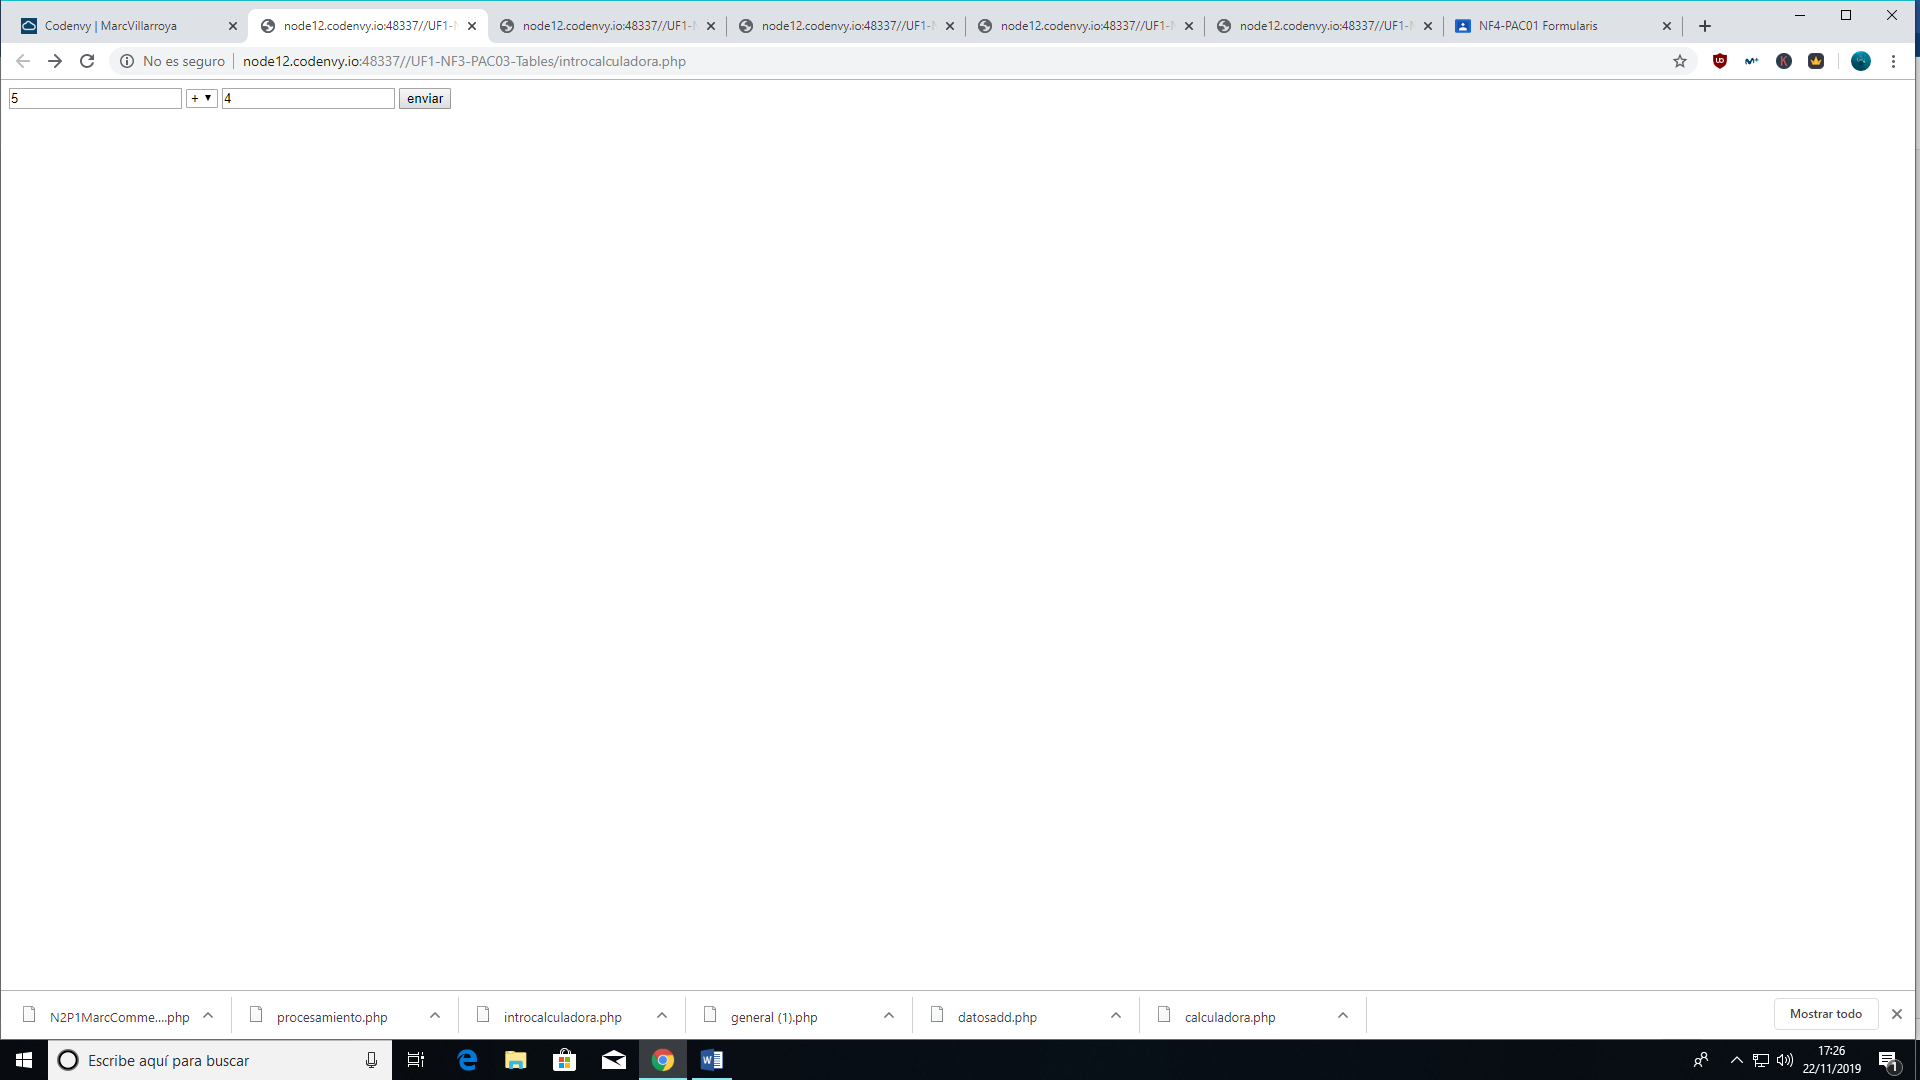 Codenvy | MarcVillarroya
node12.codenvy.io:48337//UF1-N
node12.codenvy.io:48337//UF1-N
node12.codenvy.io:48337//UF1-N
node12.codenvy.io:48337//UF1-N
node12.codenvy.io:48337//UF1-N
NF4-PAC01 Formularis
No es seguro
node12.codenvy.io:48337//UF1-NF3-PAC03-Tables/introcalculadora.php
5 + 4 enviar
N2P1MarcComme....php
procesamiento.php
introcalculadora.php
general (1).php
datosadd.php
calculadora.php
Mostrar todo
Escribe aquí para buscar
17:26
22/11/2019
1